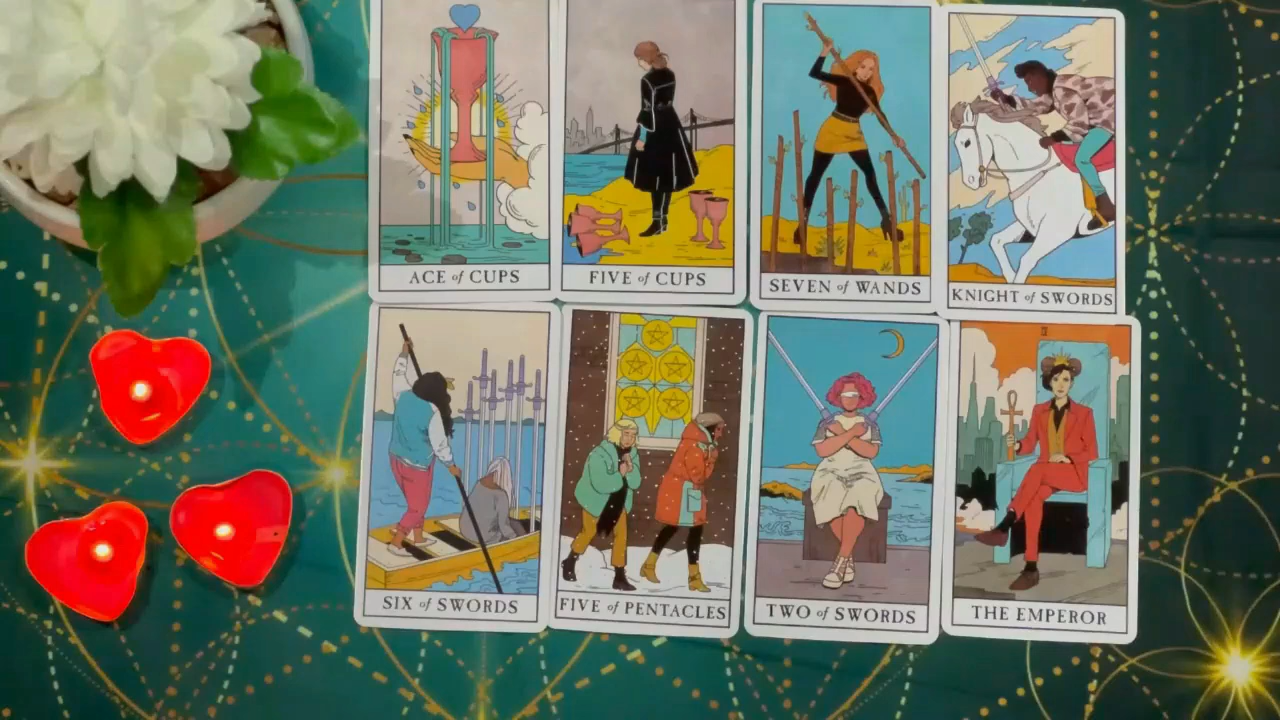 ACE of CUPS
FIVE of CUPS
SEVEN of WANDS
KNIGHT of SWORDS
IV
SIX of SWORDS
FIVE of PENTACLES
TWO of SWORDS
THE EMPEROR